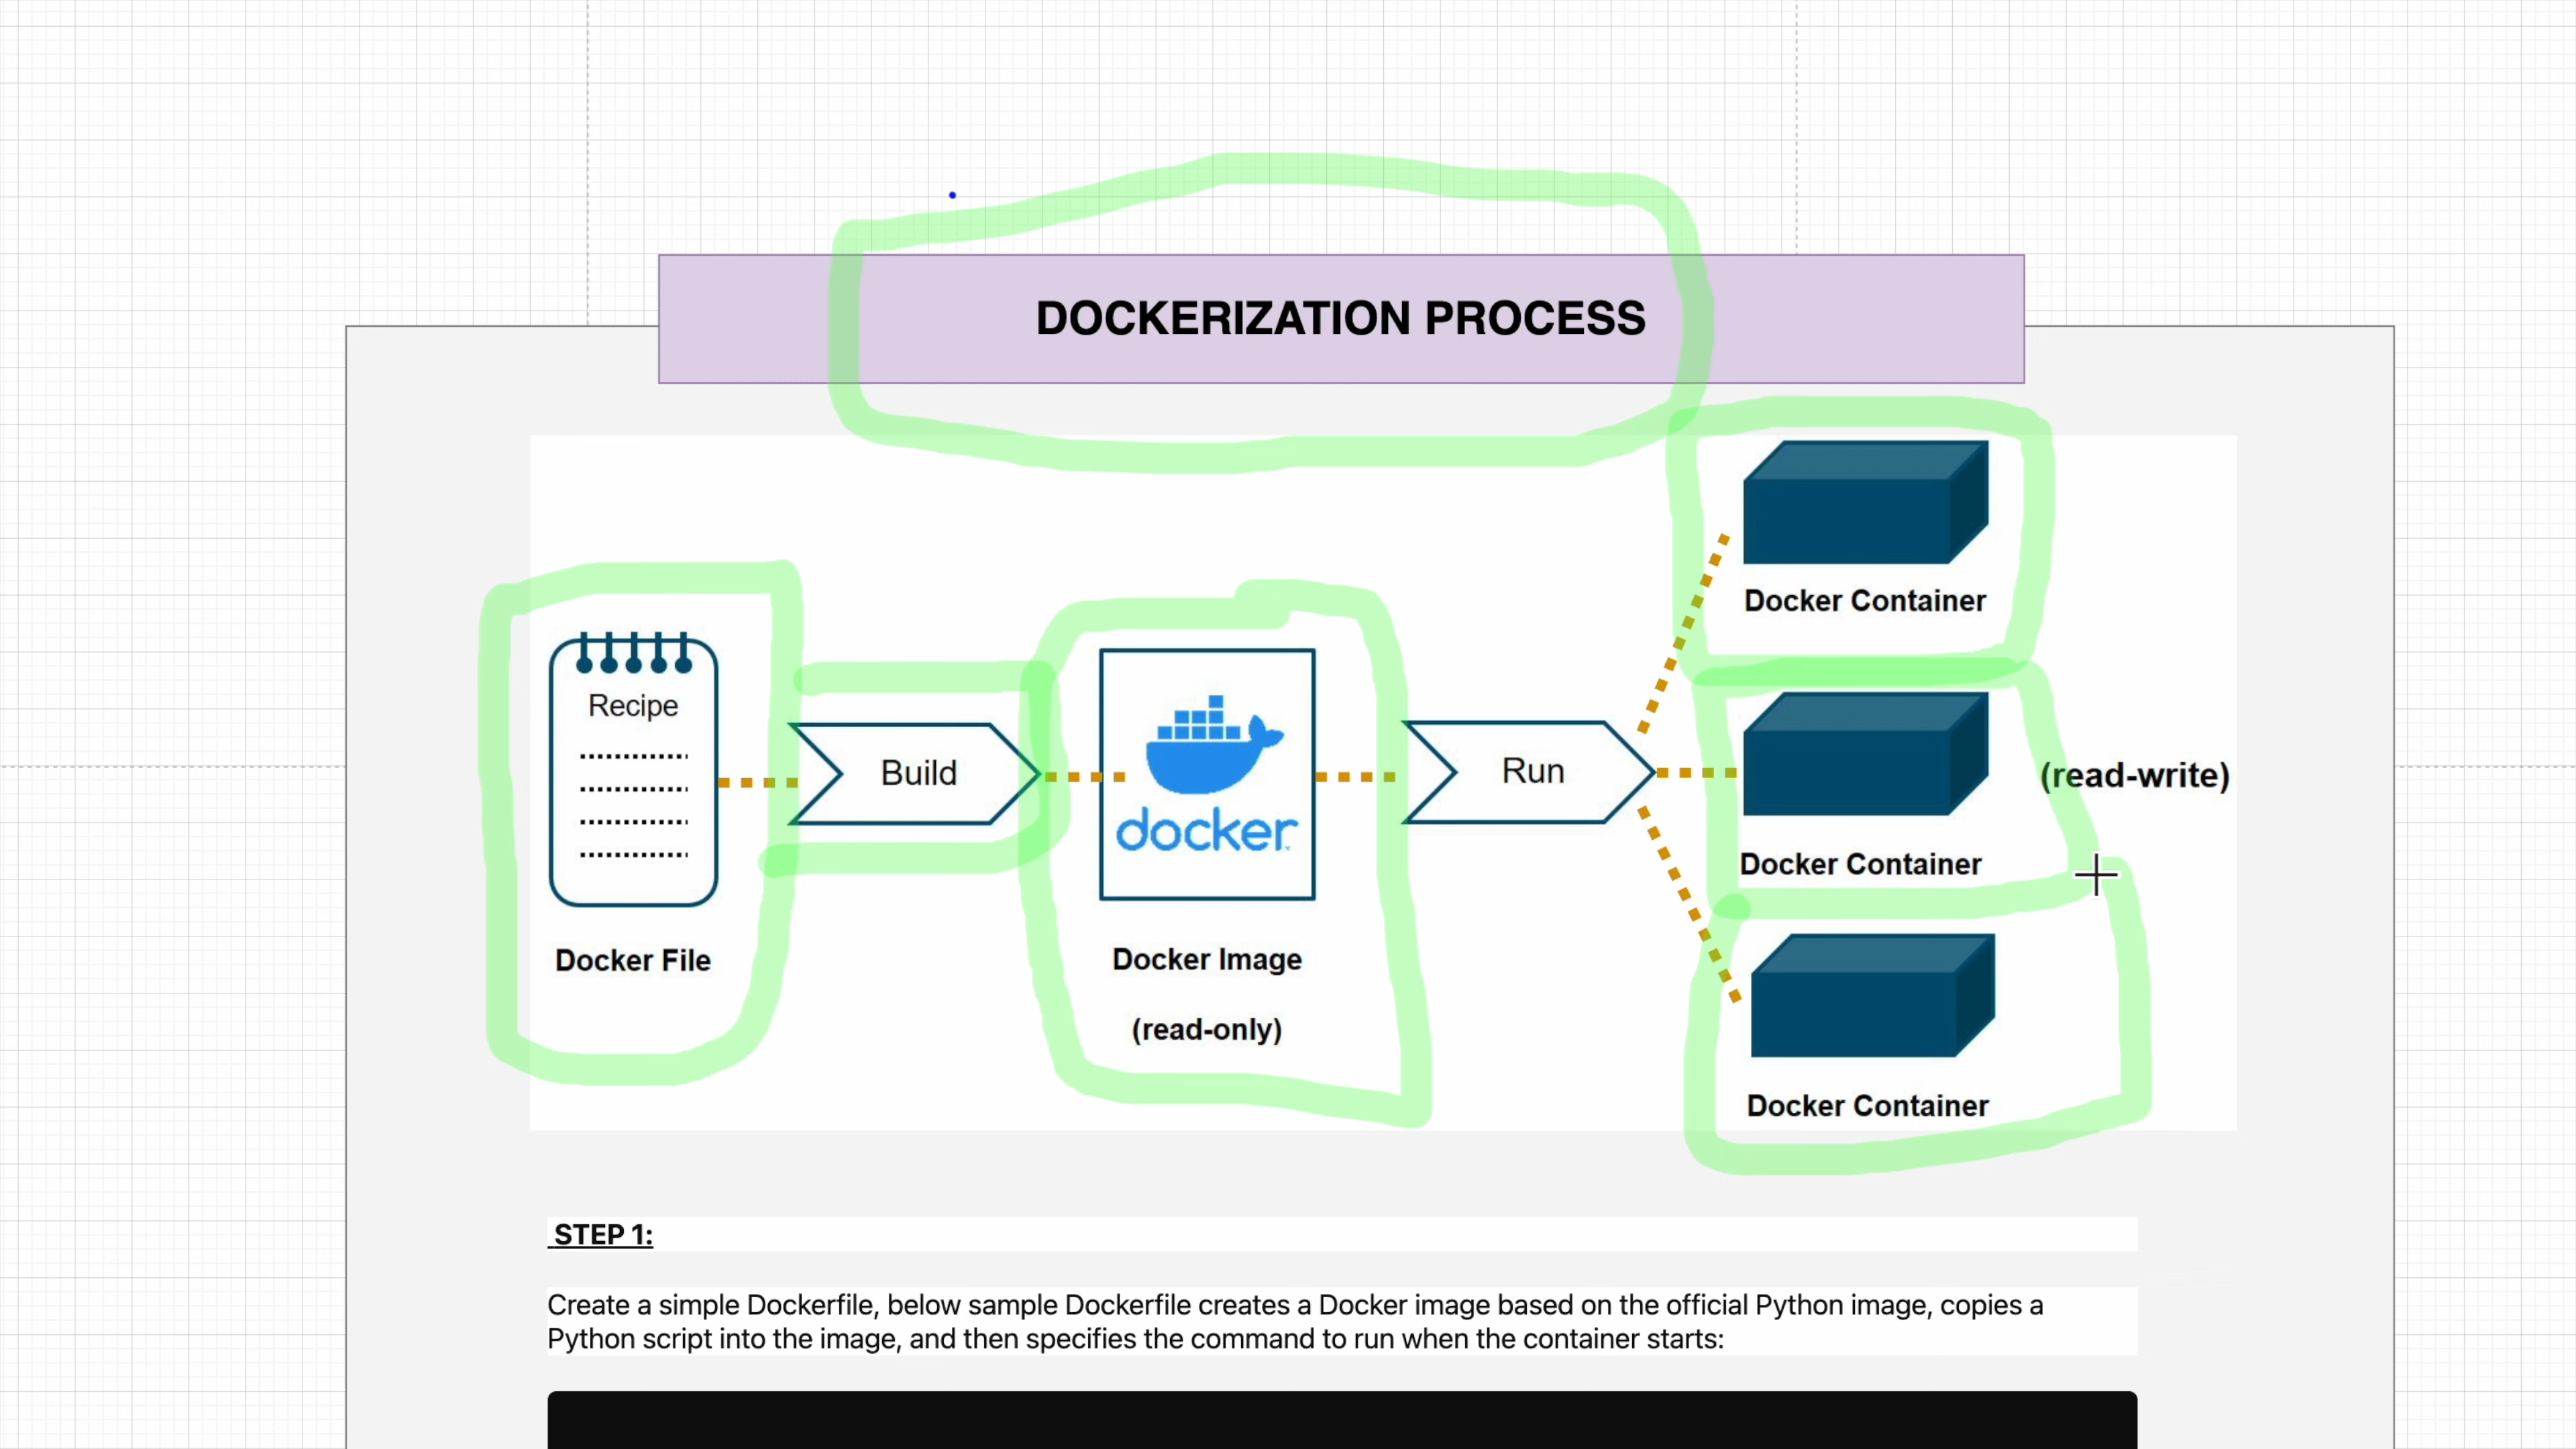 DOCKERIZATION PROCESS
Recipe
Docker File
Build
docker
Docker Image
(read-only)
Run
Docker Container
Docker Container
(read-write)
Docker Container
STEP 1:
Create a simple Dockerfile, below sample Dockerfile creates a Docker image based on the official Python image, copies a
Python script into the image, and then specifies the command to run when the container starts: